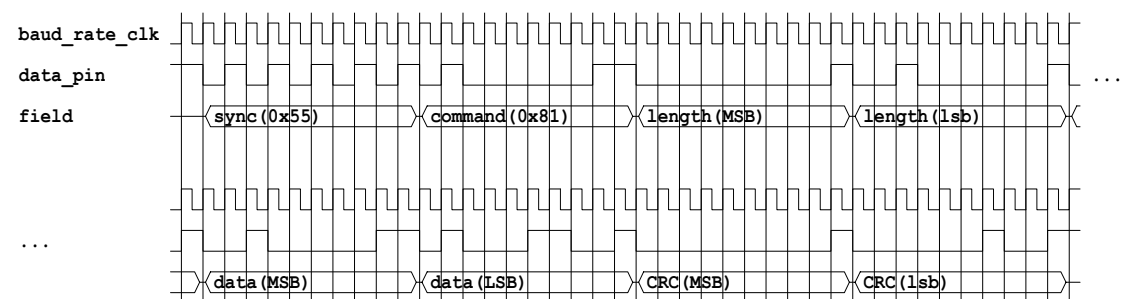 baud_rate_clk
data_pin ...
field sync(0x55) command(0x81) length(MSB) length(lsb)
...
data(MSB) data(LSB) CRC(MSB) CRC(lsb)